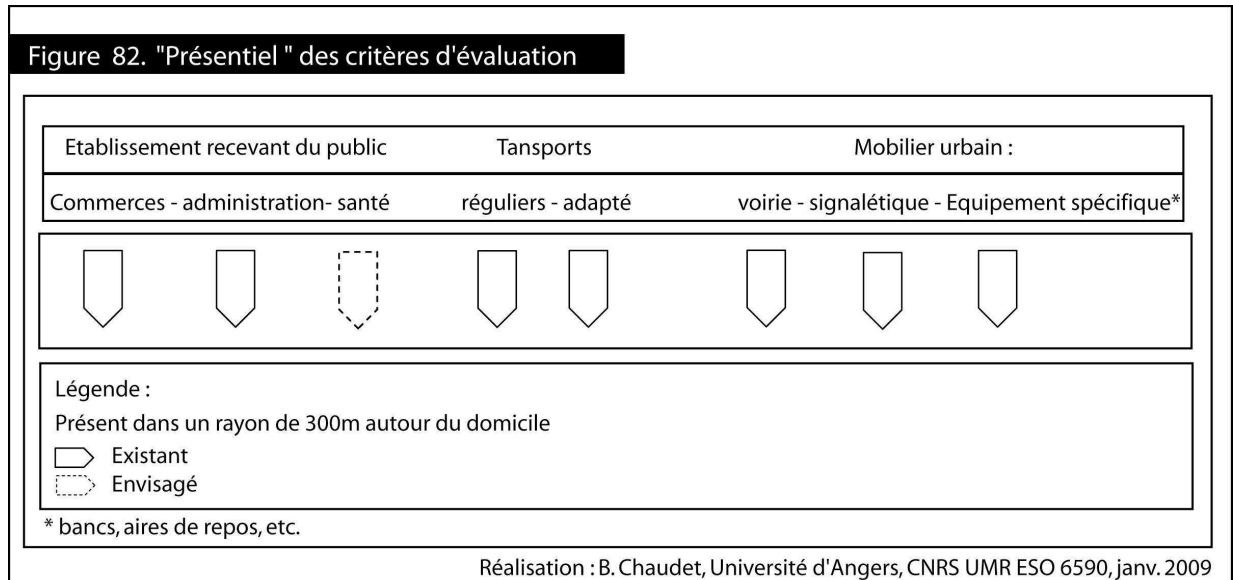 Figure 82. "Présentiel " des critères d'évaluation
Etablissement recevant du public Tansports Mobilier urbain :
Commerces - administration- santé réguliers - adapté voirie - signalétique - Equipement spécifique*
Légende :
Présent dans un rayon de 300m autour du domicile
Existant
Envisagé
* bancs, aires de repos, etc.
Réalisation : B. Chaudet, Université d'Angers, CNRS UMR ESO 6590, janv. 2009